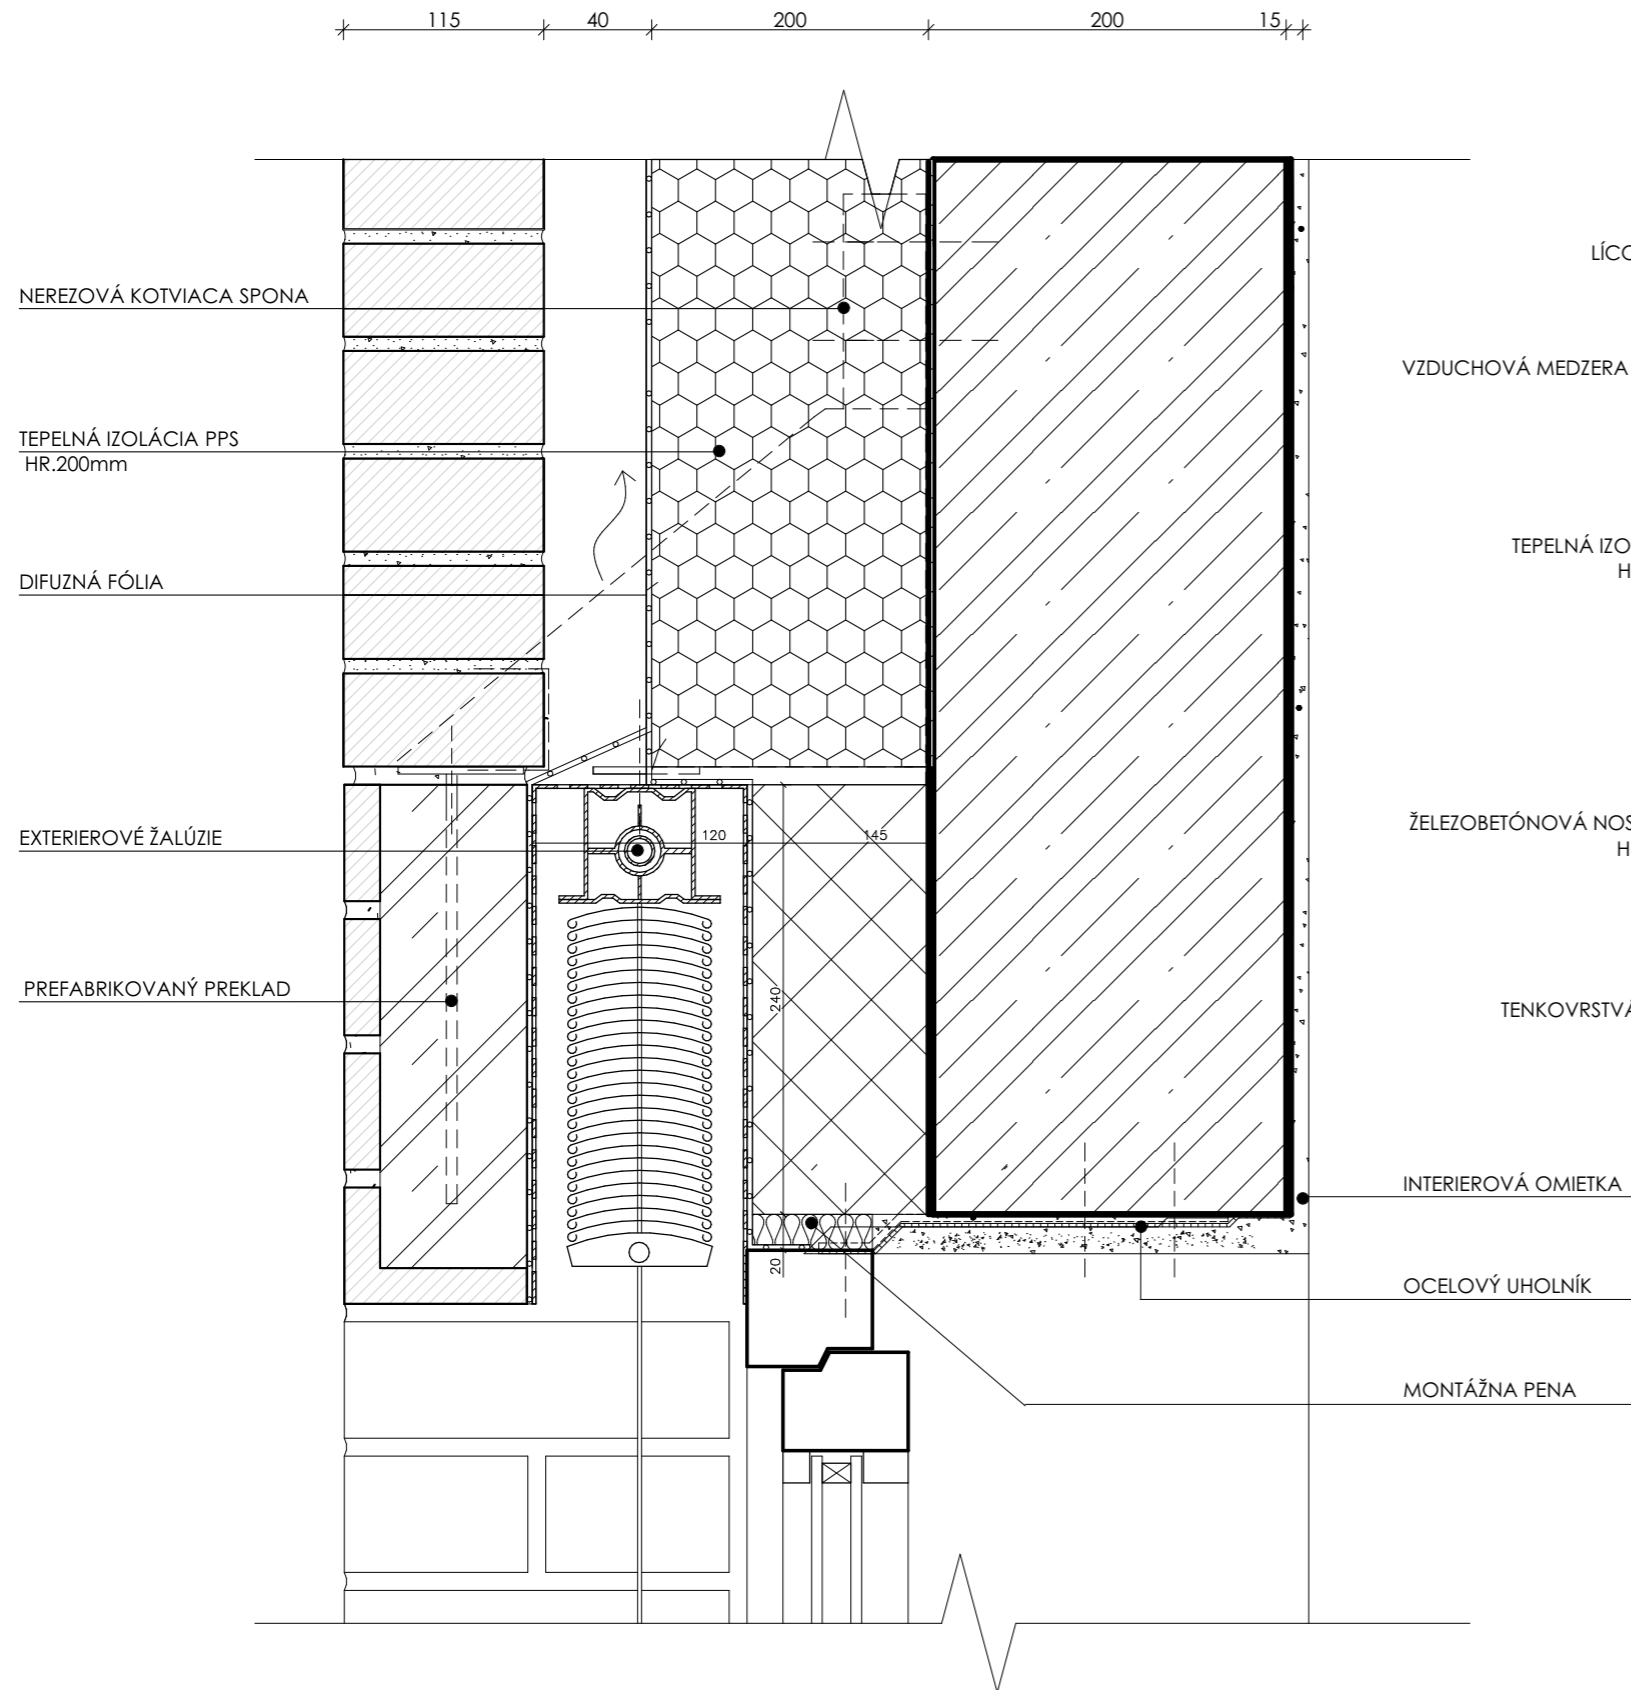 115 40 200 200 15
NEREZOVÁ KOTVIACA SPONA
LÍCO
VZDUCHOVÁ MEDZERA
TEPELNÁ IZOLÁCIA PPS
HR.200mm
TEPELNÁ IZO
H
DIFUZNÁ FÓLIA
EXTERIEROVÉ ŽALÚZIE
120 145
ŽELEZOBETÓNOVÁ NOS
H
PREFABRIKOVANÝ PREKLAD
240
TENKOVRSTVÁ
INTERIEROVÁ OMIETKA
20
OCELOVÝ UHOLNÍK
MONTÁŽNA PENA